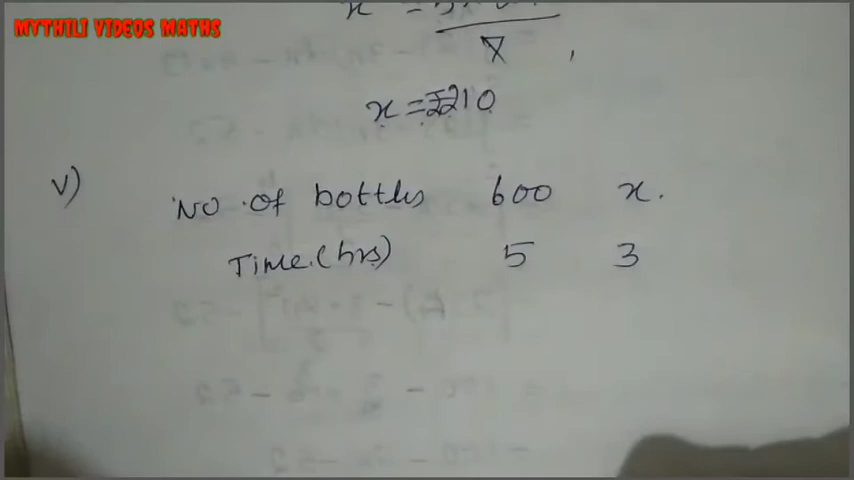 MYTHILI VIDEOS MATHS
x =
7
x = ₹210
v) No. of bottles 600 x.
Time.(hrs) 5 3